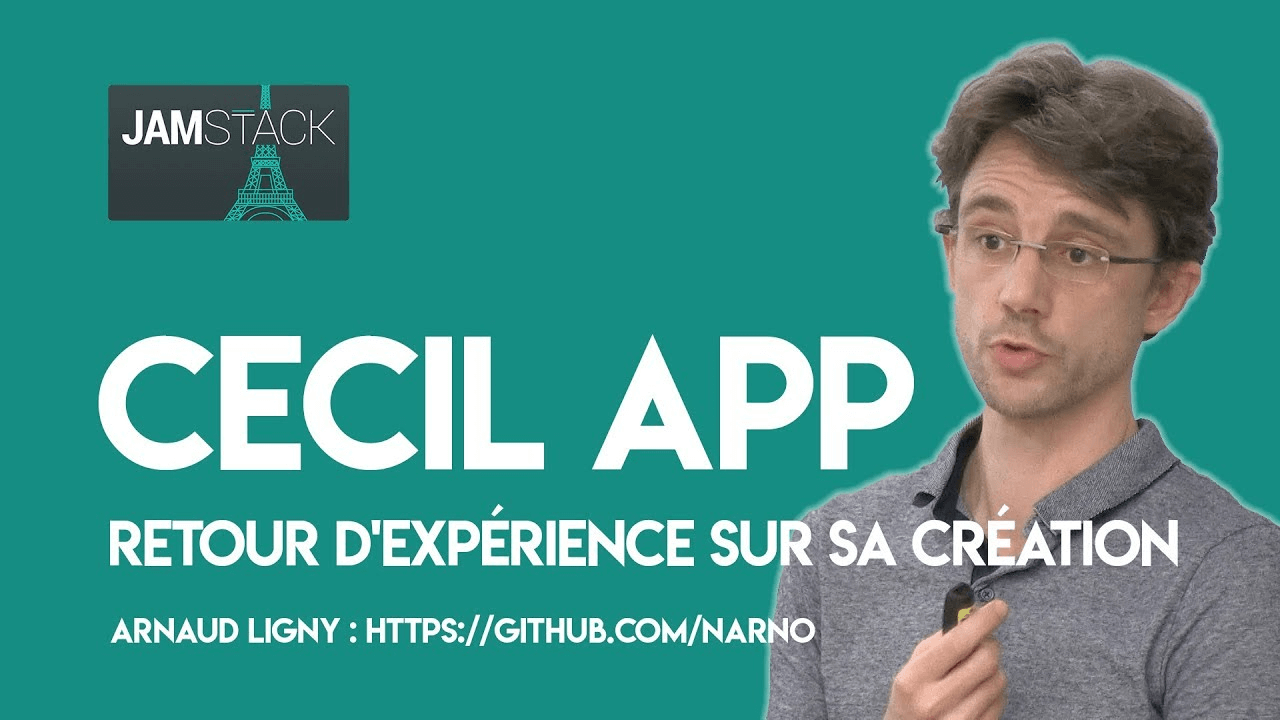 JAMSTACK
CECIL APP
RETOUR D'EXPÉRIENCE SUR SA CRÉATION
ARNAUD LIGNY : HTTPS://GITHUB.COM/NARNO